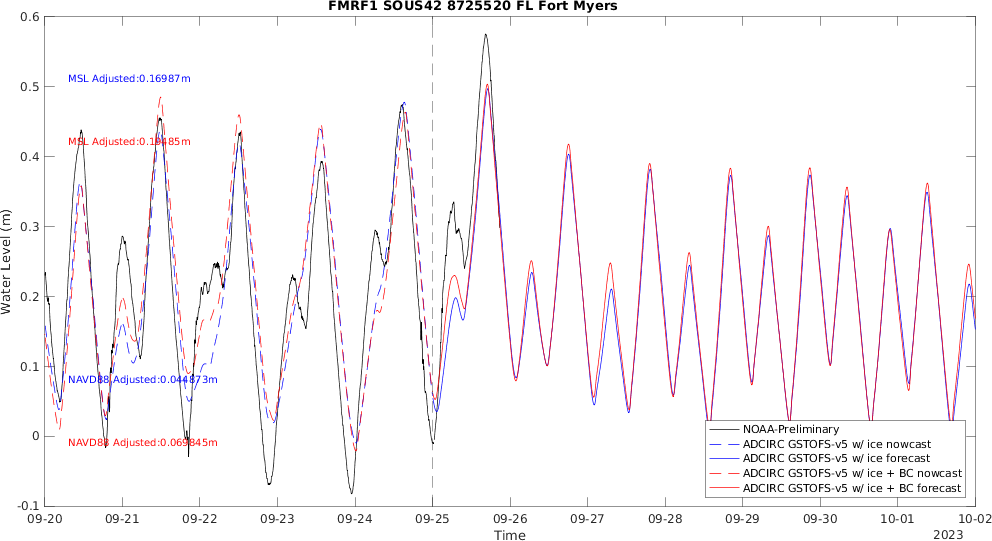 FMRF1 SOUS42 8725520 FL Fort Myers
Water Level (m)
0.6
0.5
0.4
0.3
0.2
0.1
0
-0.1
MSL Adjusted:0.16987m
MSL Adjusted:0.19485m
NAVD88 Adjusted:0.044873m
NAVD88 Adjusted:0.069845m
NOAA-Preliminary
ADCIRC GSTOFS-v5 w/ ice nowcast
ADCIRC GSTOFS-v5 w/ ice forecast
ADCIRC GSTOFS-v5 w/ ice + BC nowcast
ADCIRC GSTOFS-v5 w/ ice + BC forecast
09-20 09-21 09-22 09-23 09-24 09-25 09-26 09-27 09-28 09-29 09-30 10-01 10-02
Time
2023